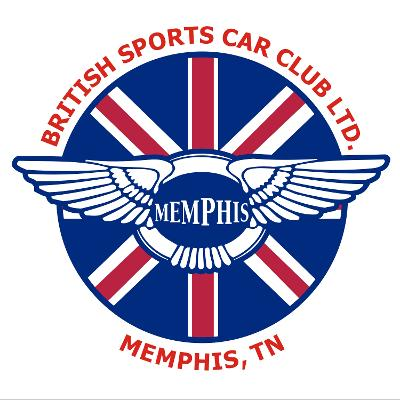 BRITISH SPORTS CAR CLUB LTD.
MEMPHIS
MEMPHIS, TN